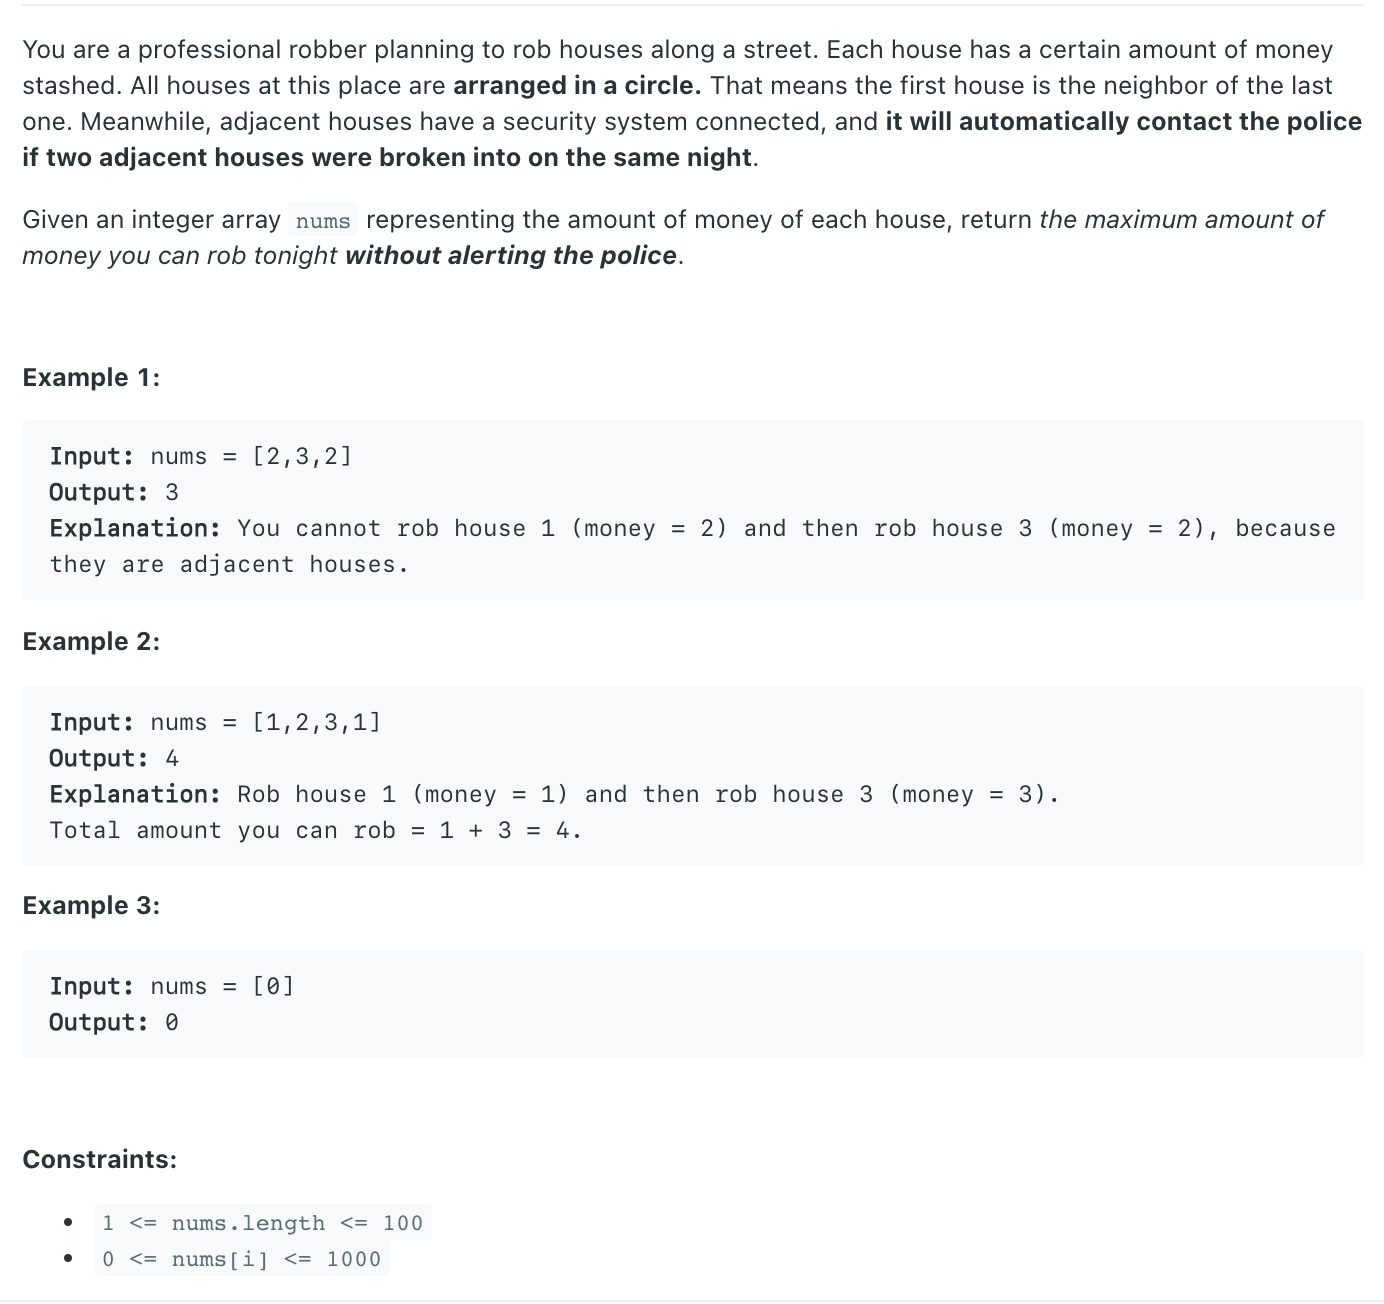 You are a professional robber planning to rob houses along a street. Each house has a certain amount of money
stashed. All houses at this place are arranged in a circle. That means the first house is the neighbor of the last
one. Meanwhile, adjacent houses have a security system connected, and it will automatically contact the police
if two adjacent houses were broken into on the same night.
Given an integer array nums representing the amount of money of each house, return the maximum amount of
money you can rob tonight without alerting the police.
Example 1:
Input: nums = [2,3,2]
Output: 3
Explanation: You cannot rob house 1 (money = 2) and then rob house 3 (money = 2), because
they are adjacent houses.
Example 2:
Input: nums = [1,2,3,1]
Output: 4
Explanation: Rob house 1 (money = 1) and then rob house 3 (money = 3).
Total amount you can rob = 1 + 3 = 4.
Example 3:
Input: nums = [0]
Output: 0
Constraints:
• 1 <= nums.length <= 100
• 0 <= nums[i] <= 1000